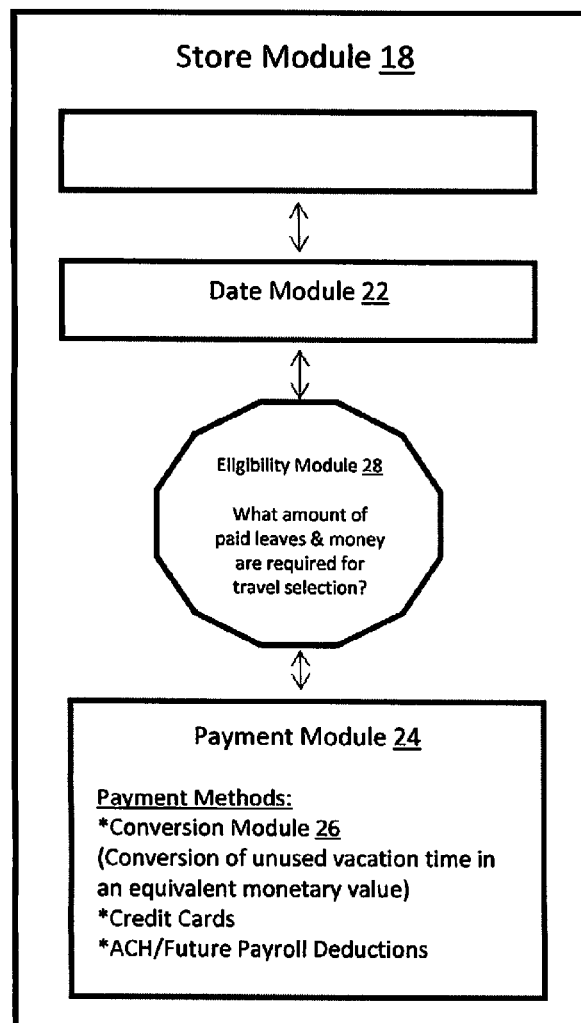 Store Module 18
Date Module 22
Eligibility Module 28
What amount of
paid leaves & money
are required for
travel selection?
Payment Module 24
Payment Methods:
*Conversion Module 26
(Conversion of unused vacation time in
an equivalent monetary value)
*Credit Cards
*ACH/Future Payroll Deductions